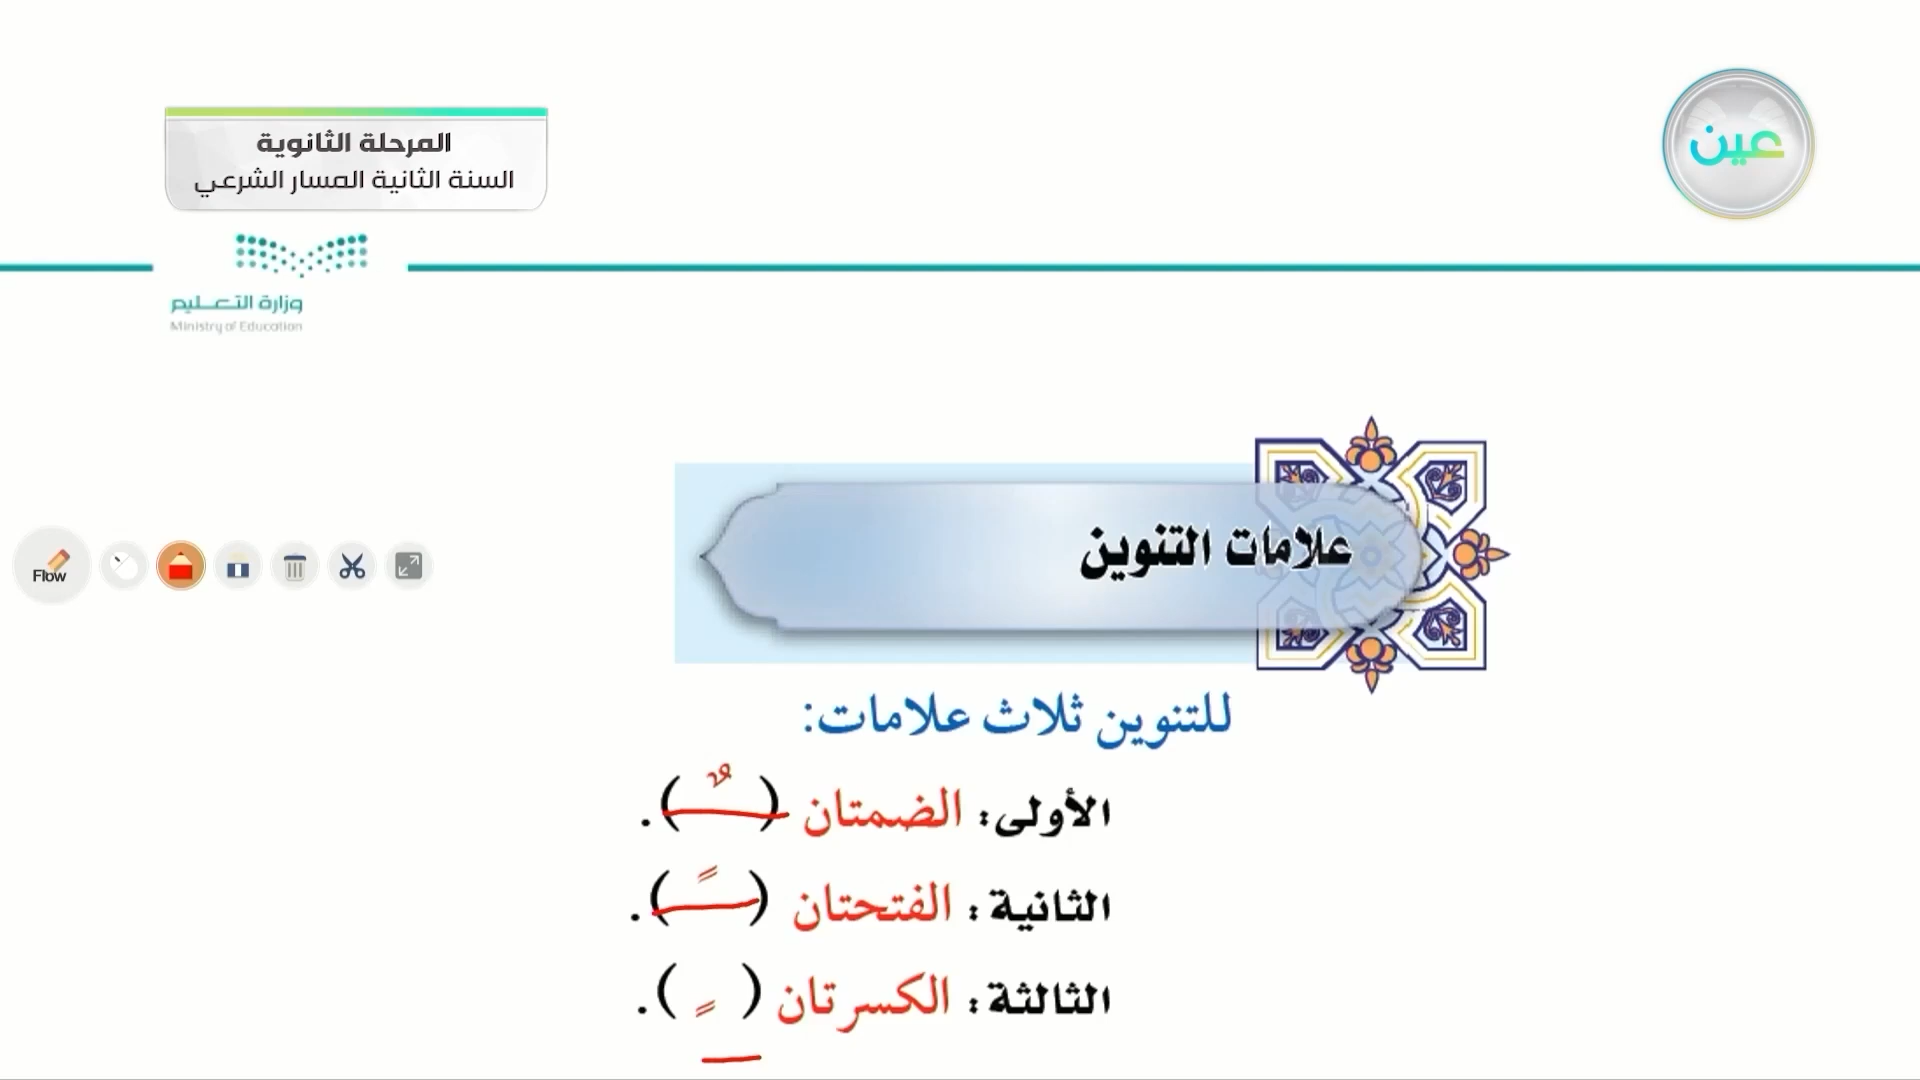 المرحلة الثانوية
السنة الثانية المسار الشرعي
عين
وزارة التعليم
Ministry of Education
Flow
علامات التنوين
للتنوين ثلاث علامات:
الأولى: الضمتان ( ٌ ).
الثانية: الفتحتان ( ً ).
الثالثة: الكسرتان ( ٍ ).